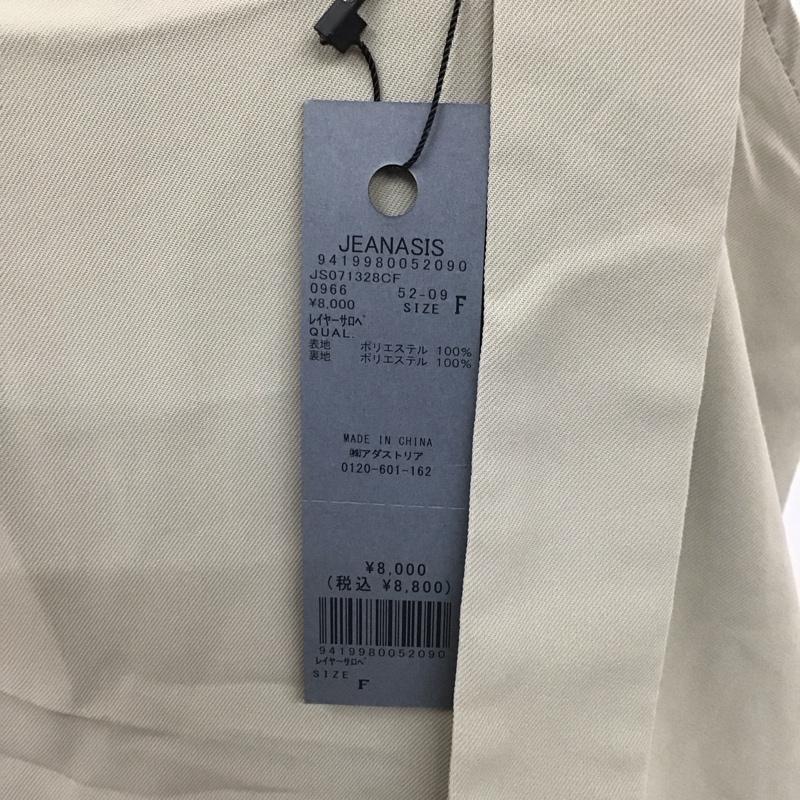 JEANASIS
9419980052090
JS071328CF
0966 52-09
¥8,000 SIZE F
ﾚｲﾔｰｻﾛﾍﾟ
QUAL.
表地 ポリエステル 100%
裏地 ポリエステル 100%
MADE IN CHINA
㈱アダストリア
0120-601-162
¥8,000
(税込 ¥8,800)
9419980052090
ﾚｲﾔｰｻﾛﾍﾟ
SIZE
F